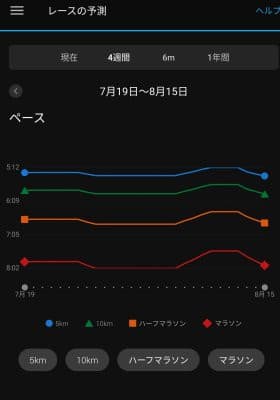 レースの予測
ヘルプ
現在 4週間 6m 1年間
7月19日～8月15日
ペース
5:12
6:09
7:05
8:02
7月 19 8月 15
5km 10km ハーフマラソン マラソン
5km 10km ハーフマラソン マラソン